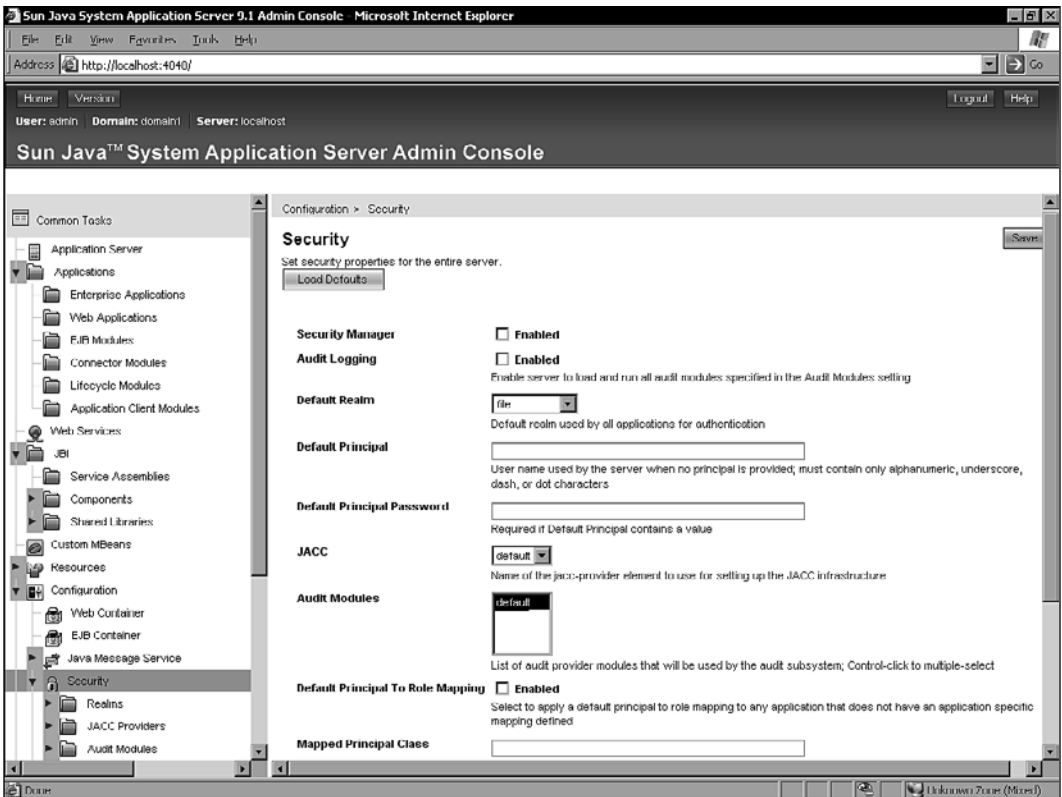 Sun Java System Application Server 9.1 Admin Console - Microsoft Internet Explorer
File Edit View Favorites Tools Help
Address http://localhost:4040/ Go
Home Version Logout Help
User: admin Domain: domain1 Server: localhost
Sun Java™ System Application Server Admin Console
Common Tasks
Application Server
Applications
Enterprise Applications
Web Applications
EJB Modules
Connector Modules
Lifecycle Modules
Application Client Modules
Web Services
JBI
Service Assemblies
Components
Shared Libraries
Custom MBeans
Resources
Configuration
Web Container
EJB Container
Java Message Service
Security
Realms
JACC Providers
Audit Modules
Configuration > Security
Security
Save
Set security properties for the entire server.
Load Defaults
Security Manager Enabled
Audit Logging Enabled
Enable server to load and run all audit modules specified in the Audit Modules setting
Default Realm file
Default realm used by all applications for authentication
Default Principal
User name used by the server when no principal is provided; must contain only alphanumeric, underscore,
dash, or dot characters
Default Principal Password
Required if Default Principal contains a value
JACC default
Name of the jacc-provider element to use for setting up the JACC infrastructure
Audit Modules default
List of audit provider modules that will be used by the audit subsystem; Control-click to multiple-select
Default Principal To Role Mapping Enabled
Select to apply a default principal to role mapping to any application that does not have an application specific
mapping defined
Mapped Principal Class
Done Unknown Zone (Mixed)